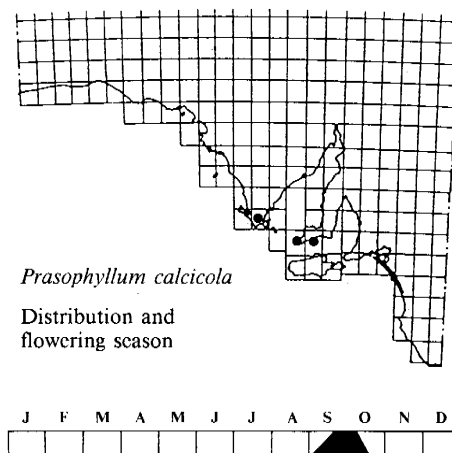 Prasophyllum calcicola
Distribution and
flowering season
J F M A M J J A S O N D